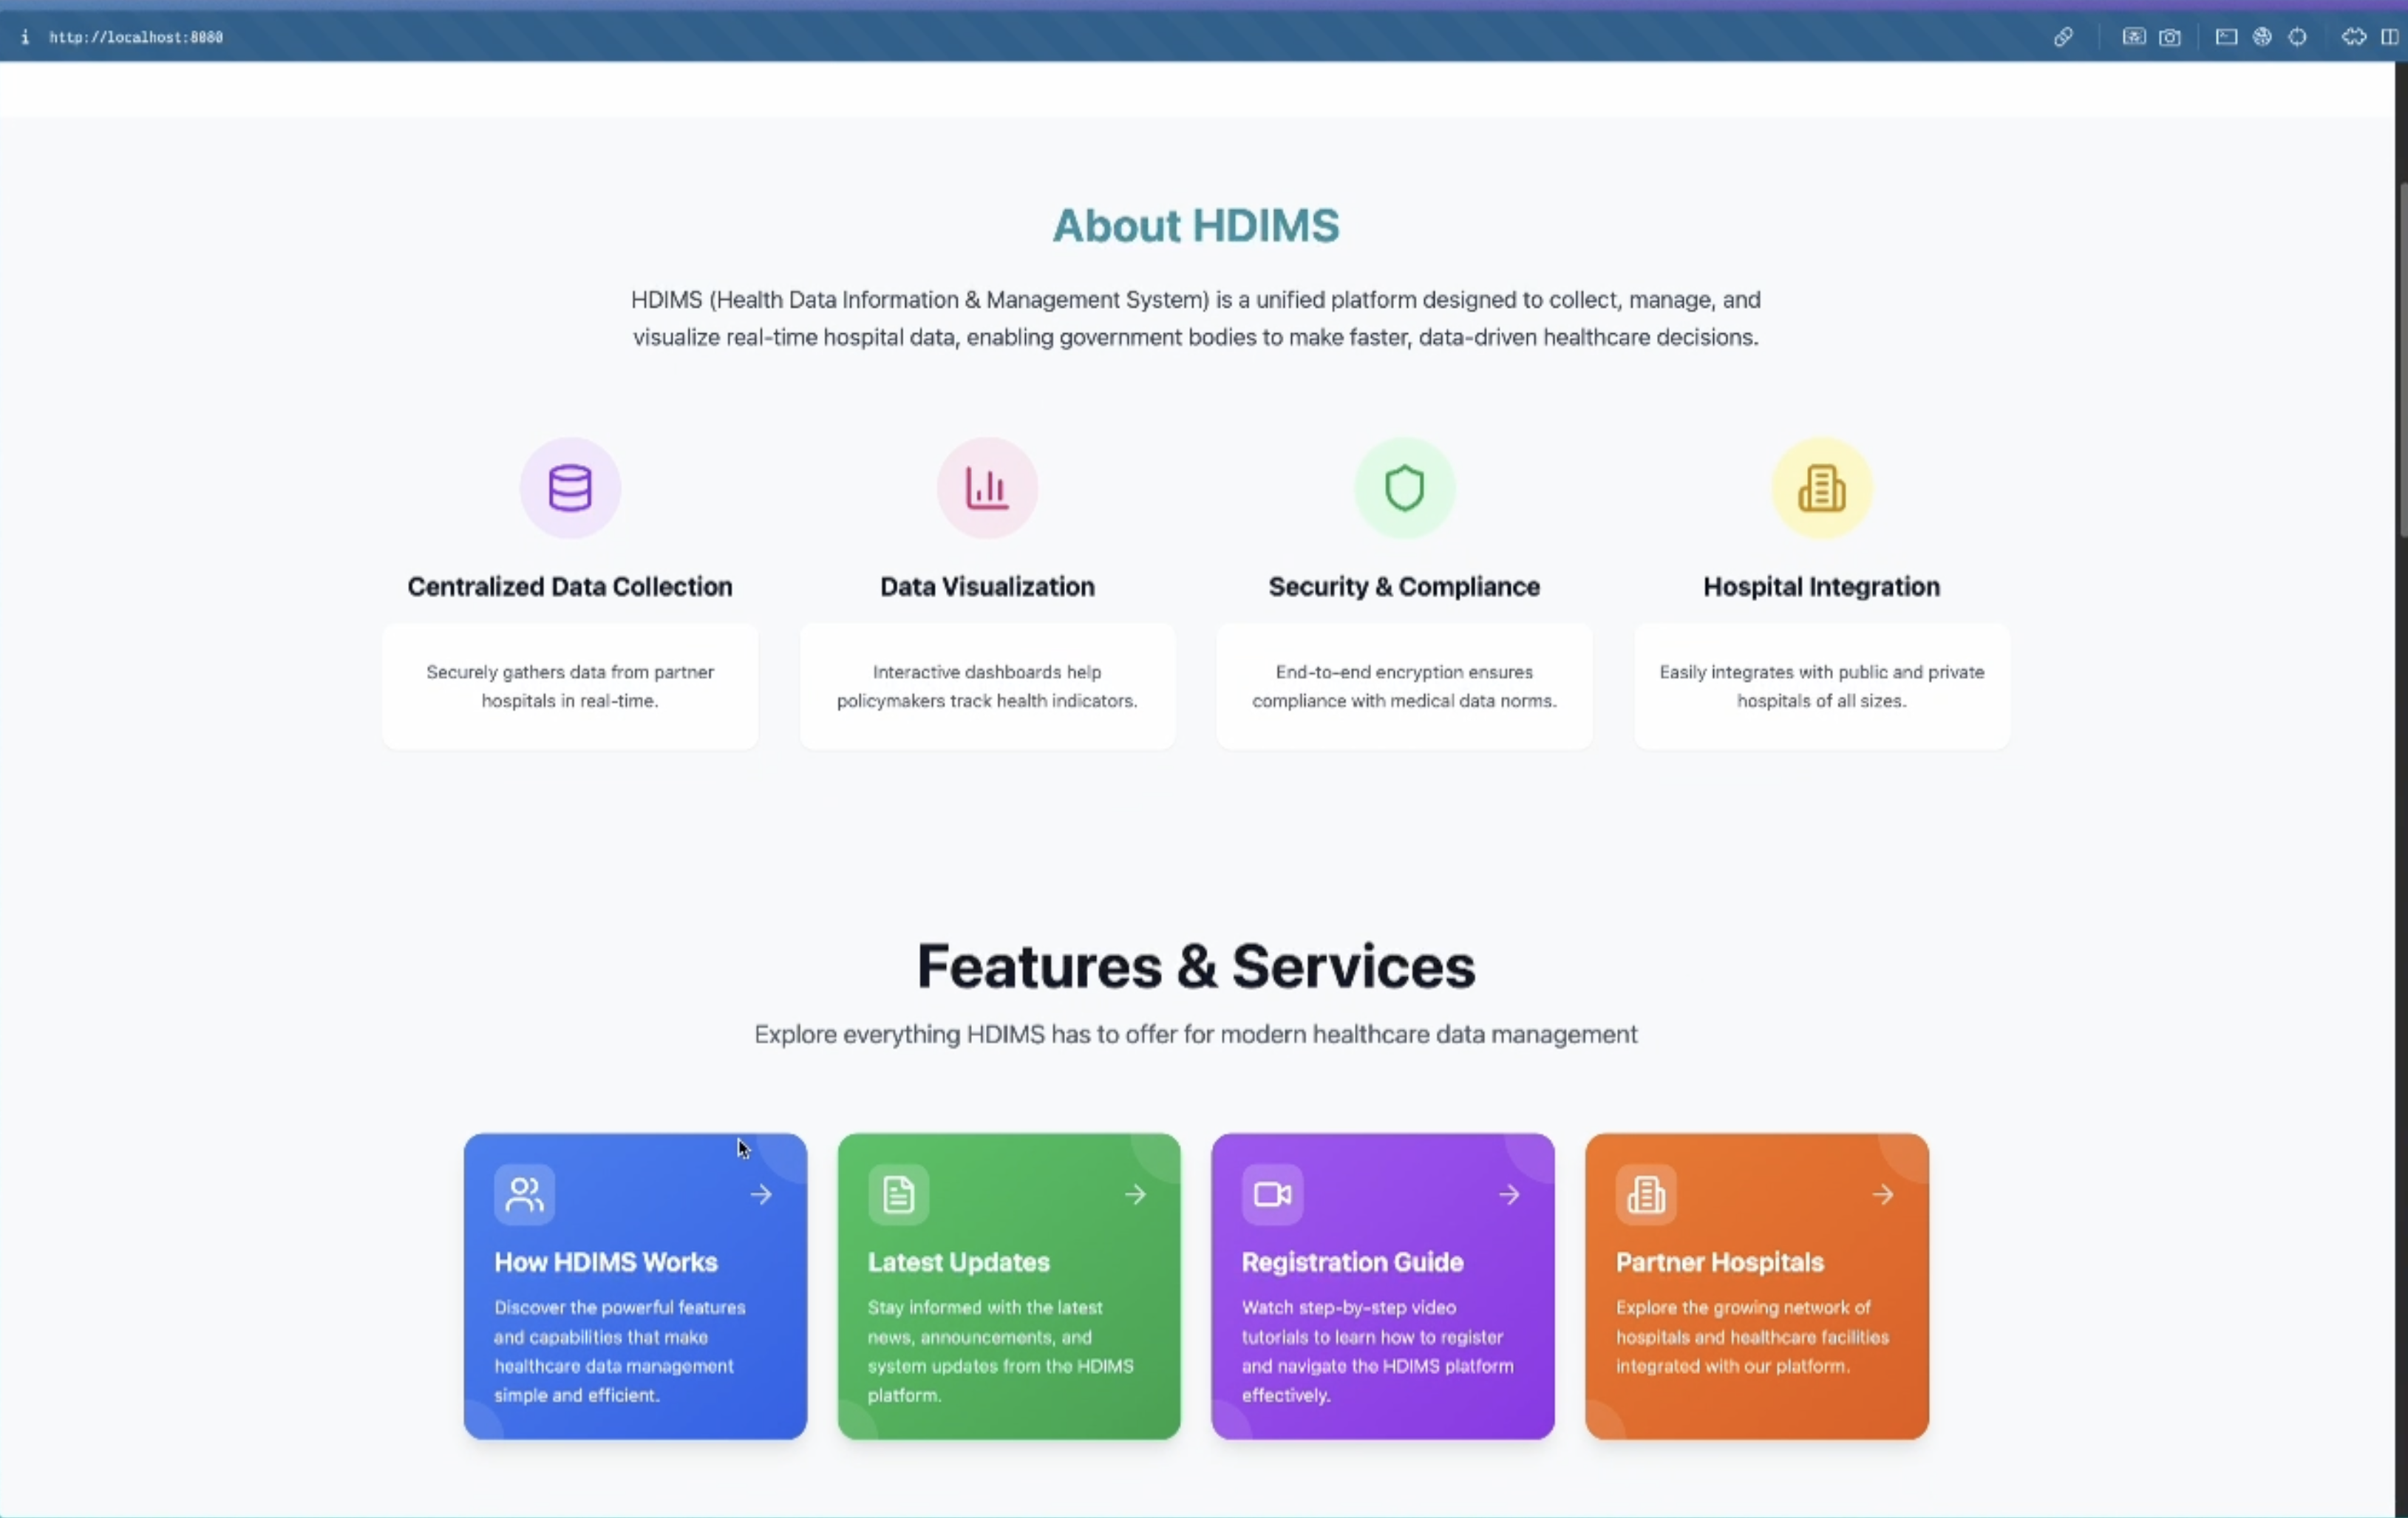 http://localhost:8080
About HDIMS
HDIMS (Health Data Information & Management System) is a unified platform designed to collect, manage, and
visualize real-time hospital data, enabling government bodies to make faster, data-driven healthcare decisions.
Centralized Data Collection
Securely gathers data from partner
hospitals in real-time.
Data Visualization
Interactive dashboards help
policymakers track health indicators.
Security & Compliance
End-to-end encryption ensures
compliance with medical data norms.
Hospital Integration
Easily integrates with public and private
hospitals of all sizes.
Features & Services
Explore everything HDIMS has to offer for modern healthcare data management
How HDIMS Works
Discover the powerful features
and capabilities that make
healthcare data management
simple and efficient.
Latest Updates
Stay informed with the latest
news, announcements, and
system updates from the HDIMS
platform.
Registration Guide
Watch step-by-step video
tutorials to learn how to register
and navigate the HDIMS platform
effectively.
Partner Hospitals
Explore the growing network of
hospitals and healthcare facilities
integrated with our platform.